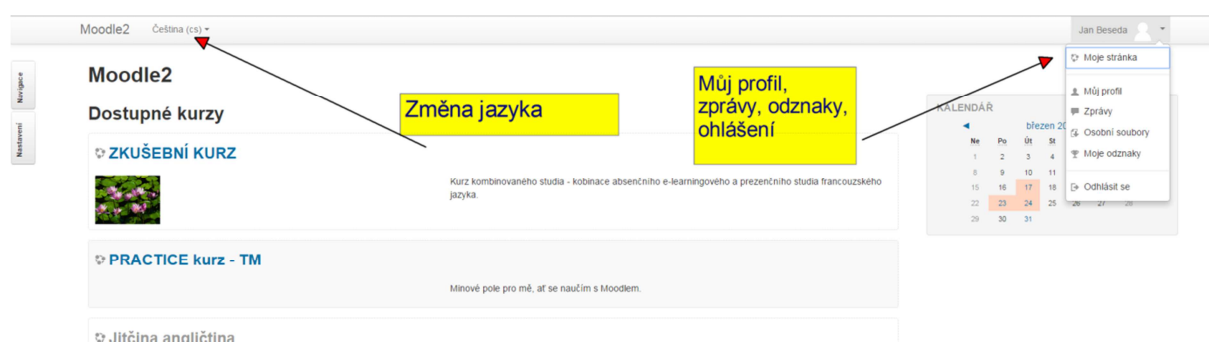 Moodle2 Čeština (cs) Jan Beseda
Moje stránka
Můj profil
Zprávy
Osobní soubory
Moje odznaky
Odhlásit se
Navigace
Nastavení
Moodle2
Dostupné kurzy
Změna jazyka
Můj profil,
zprávy, odznaky,
ohlášení
ZKUŠEBNÍ KURZ
Kurz kombinovaného studia - kobinace absenčního e-learningového a prezenčního studia francouzského
jazyka.
PRACTICE kurz - TM
Minové pole pro mě, ať se naučím s Moodlem.
Jitčina angličtina
KALENDÁŘ
březen
Ne Po Út St
1 2 3 4
8 9 10 11
15 16 17 18
22 23 24 25 26 27 28
29 30 31